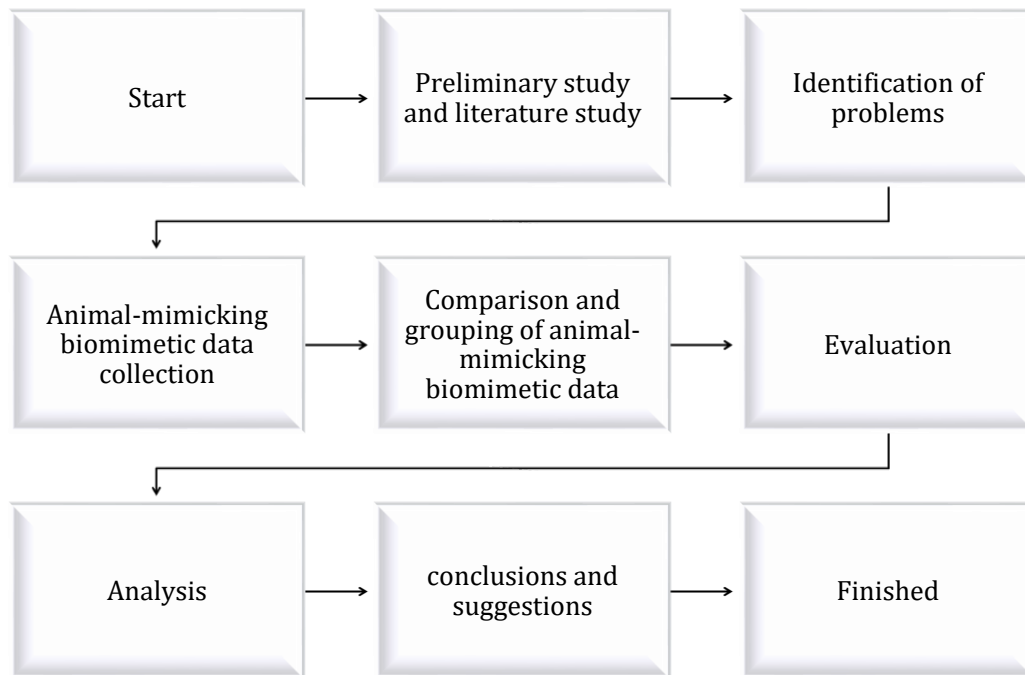 Start
Preliminary study
and literature study
Identification of
problems
Animal-mimicking
biomimetic data
collection
Comparison and
grouping of animal-
mimicking
biomimetic data
Evaluation
Analysis
conclusions and
suggestions
Finished